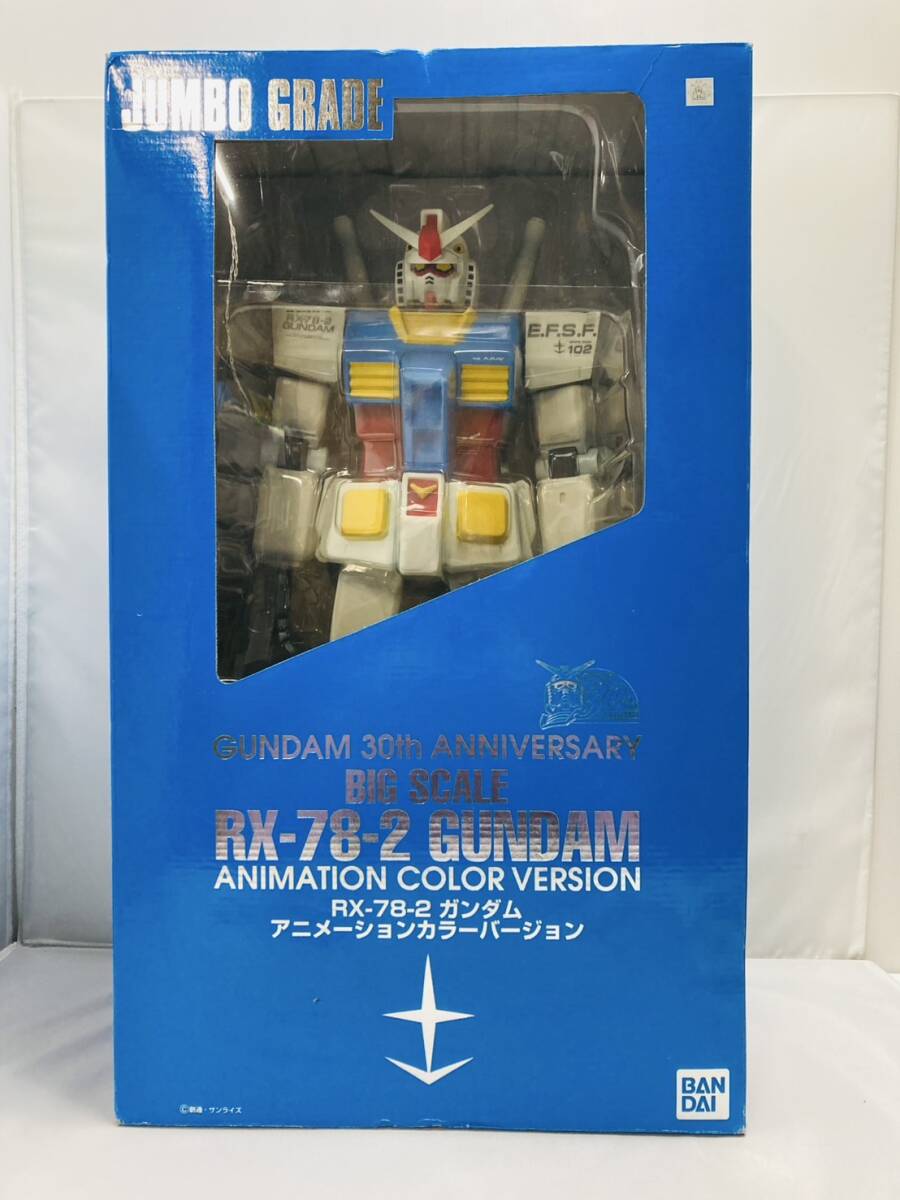 JUMBO GRADE
RX-78-2
GUNDAM
E.F.S.F.
102
GUNDAM 30th ANNIVERSARY
BIG SCALE
RX-78-2 GUNDAM
ANIMATION COLOR VERSION
RX-78-2 ガンダム
アニメーションカラーバージョン
©創通・サンライズ
BAN
DAI